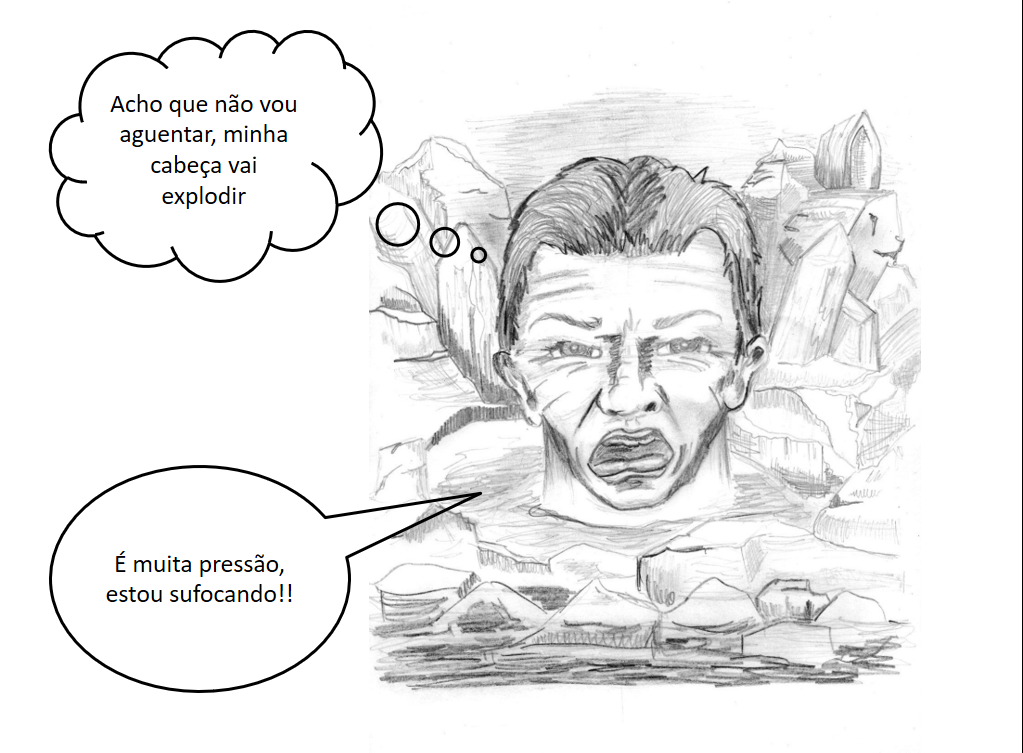 Acho que não vou
aguentar, minha
cabeça vai
explodir
É muita pressão,
estou sufocando!!